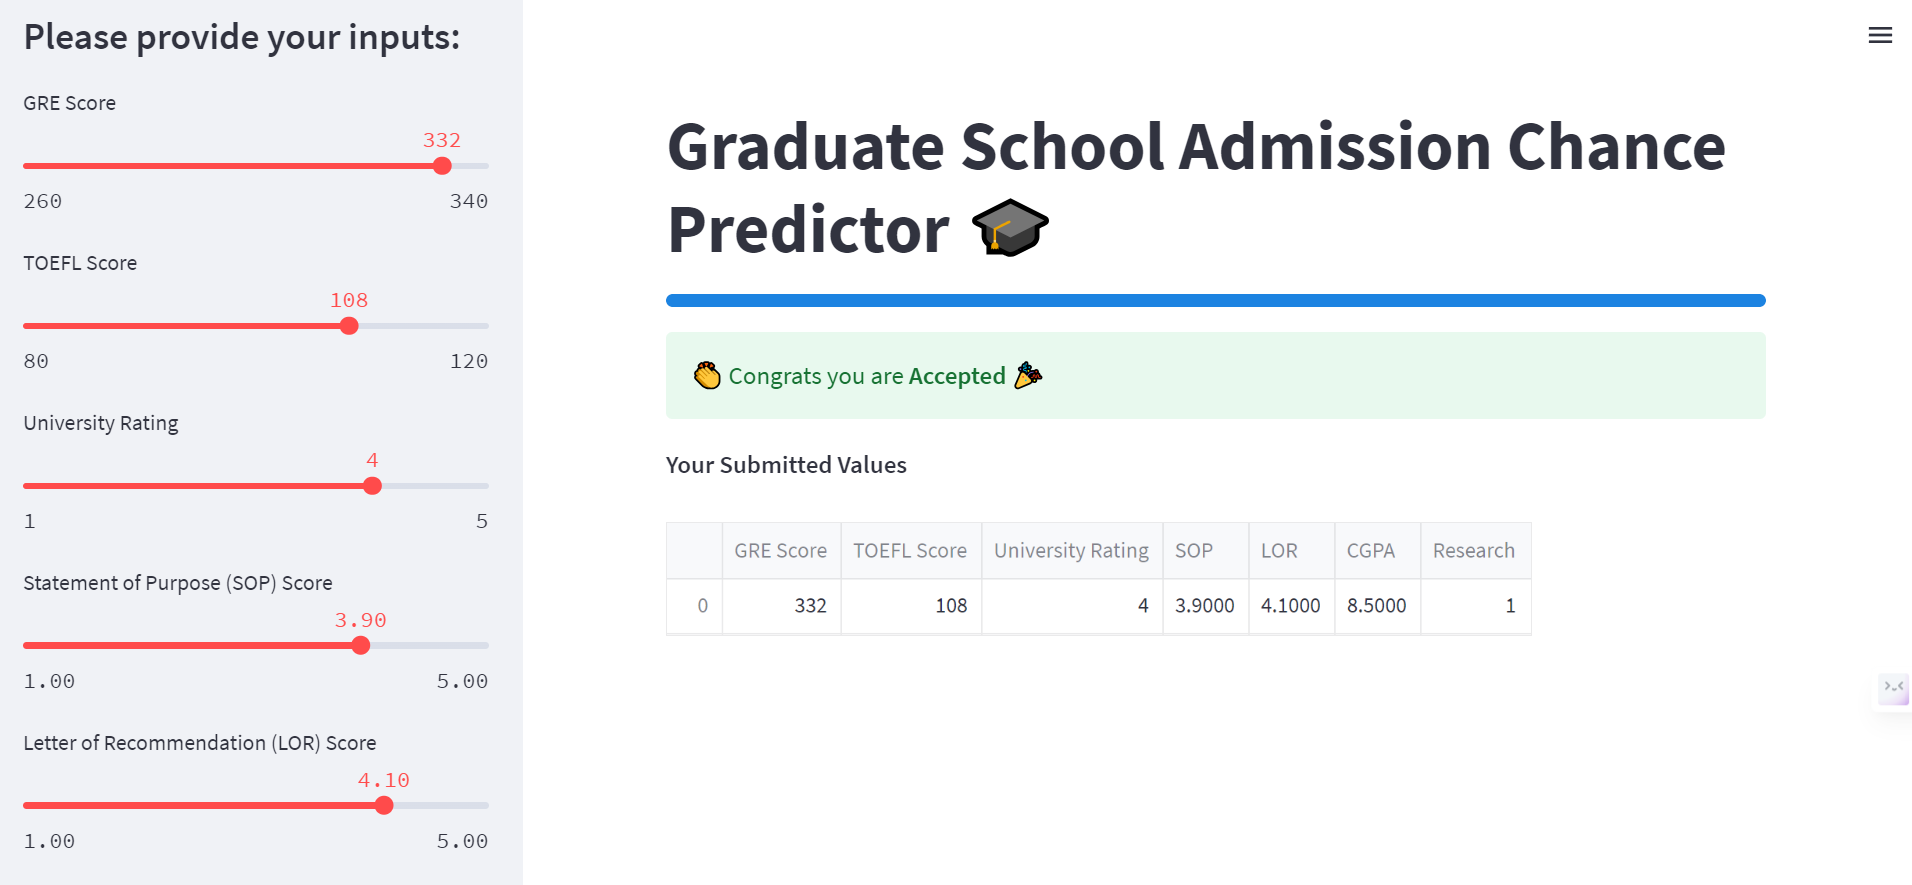 Please provide your inputs:
GRE Score
332
260 340
TOEFL Score
108
80 120
University Rating
4
1 5
Statement of Purpose (SOP) Score
3.90
1.00 5.00
Letter of Recommendation (LOR) Score
4.10
1.00 5.00
Graduate School Admission Chance
Predictor
Congrats you are Accepted
Your Submitted Values
GRE Score TOEFL Score University Rating SOP LOR CGPA Research
0 332 108 4 3.9000 4.1000 8.5000 1